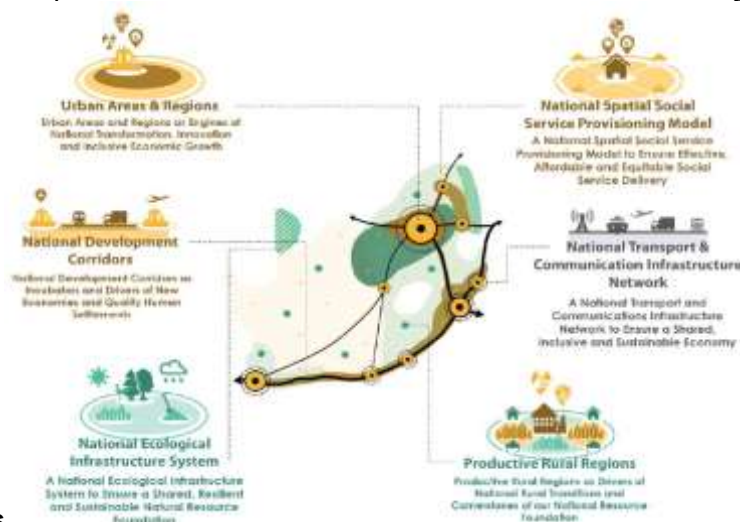 Urban Areas & Regions
Urban Areas and Regions as Engines of
National Transformation, Innovation
and Inclusive Economic Growth
National Spatial Social
Service Provisioning Model
A National Spatial Social Service
Provisioning Model to Ensure Effective,
Affordable and Equitable Social
Service Delivery
National Development
Corridors
National Development Corridors as
Incubators and Drivers of New
Economies and Quality Human
Settlements
National Transport &
Communication Infrastructure
Network
A National Transport and
Communications Infrastructure
Network to Ensure a Shared,
Inclusive and Sustainable Economy
National Ecological
Infrastructure System
A National Ecological Infrastructure
System to Ensure a Shared, Resilient
and Sustainable Natural Resource
Foundation
Productive Rural Regions
Productive Rural Regions as Drivers of
National Rural Transitions and
Cornerstones of our National Resource
Foundation